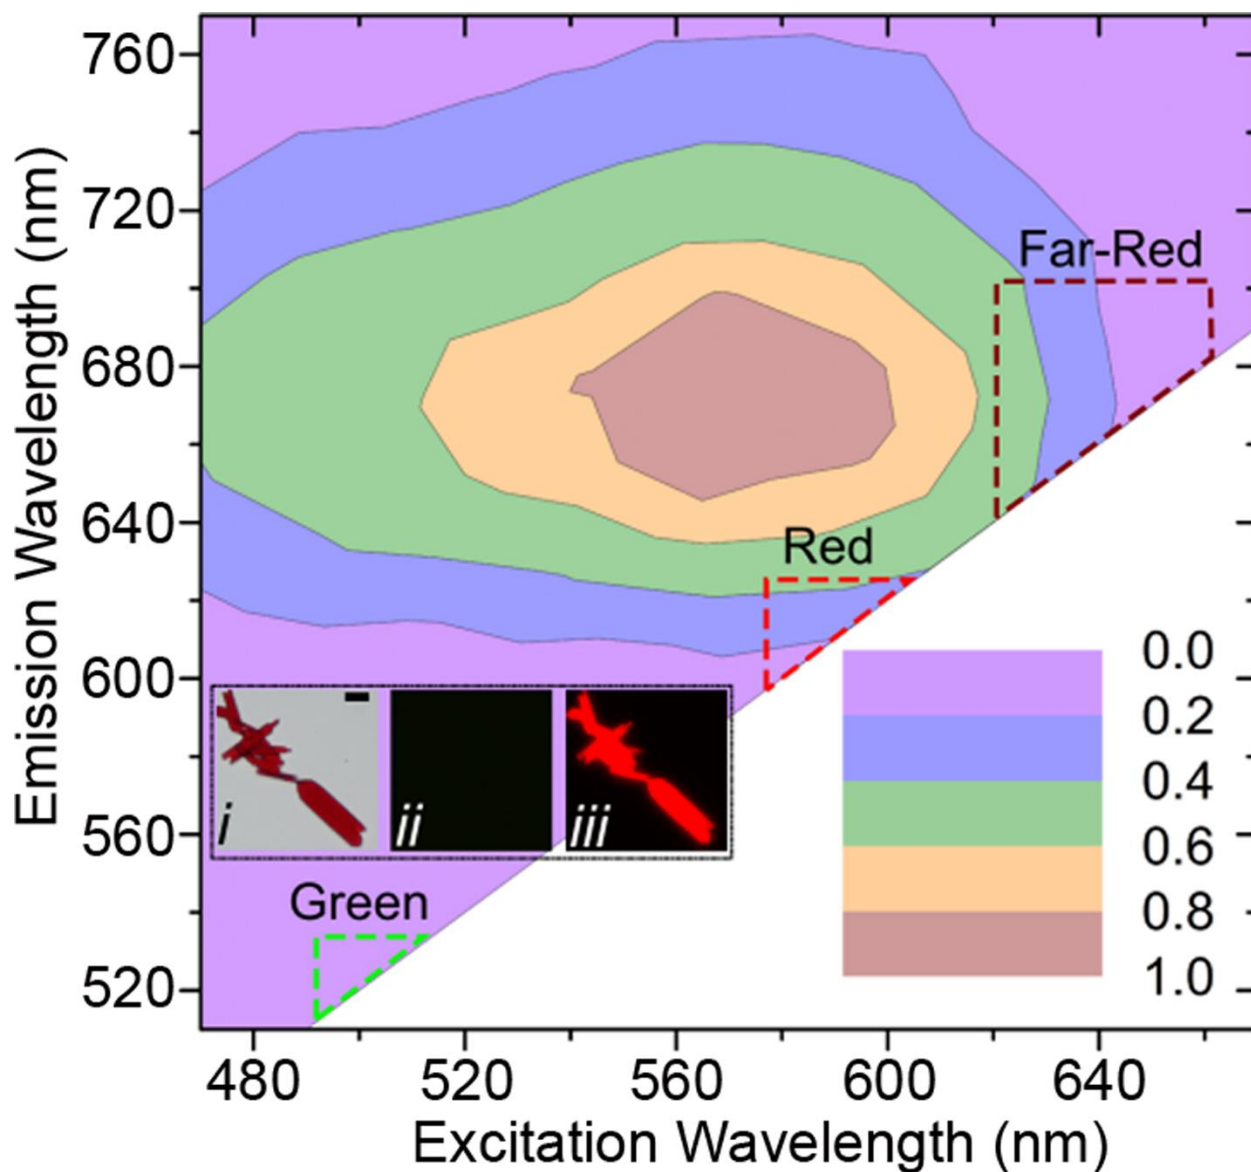 760
720
680
640
600
560
520
Emission Wavelength (nm)
Far-Red
Red
Green
i
ii
iii
0.0
0.2
0.4
0.6
0.8
1.0
480
520
560
600
640
Excitation Wavelength (nm)